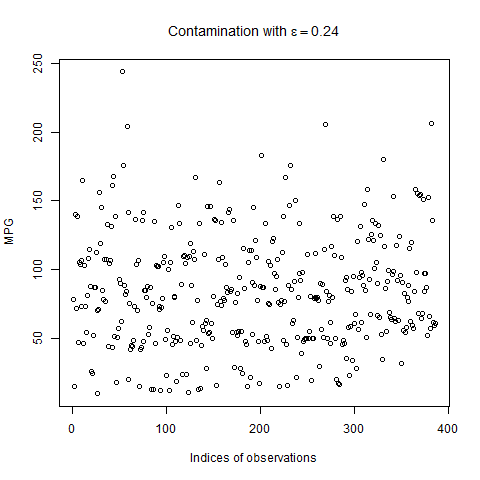 Contamination with ε = 0.24
250
200
150
100
50
MPG
0 100 200 300 400
Indices of observations